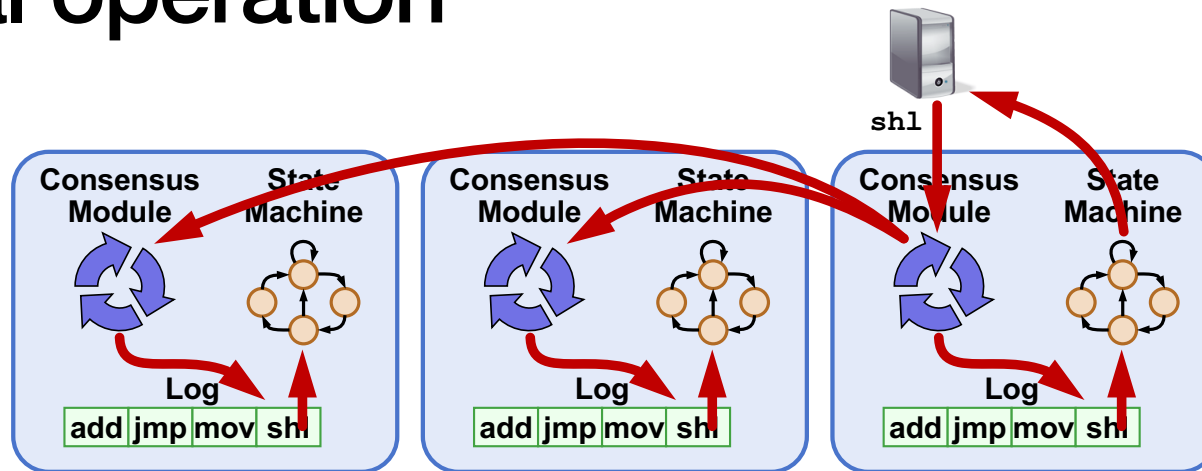 al operation
shl
Consensus Module
State Machine
Consensus Module
State Machine
Consensus Module
State Machine
Log
Log
Log
add jmp mov shl
add jmp mov shl
add jmp mov shl